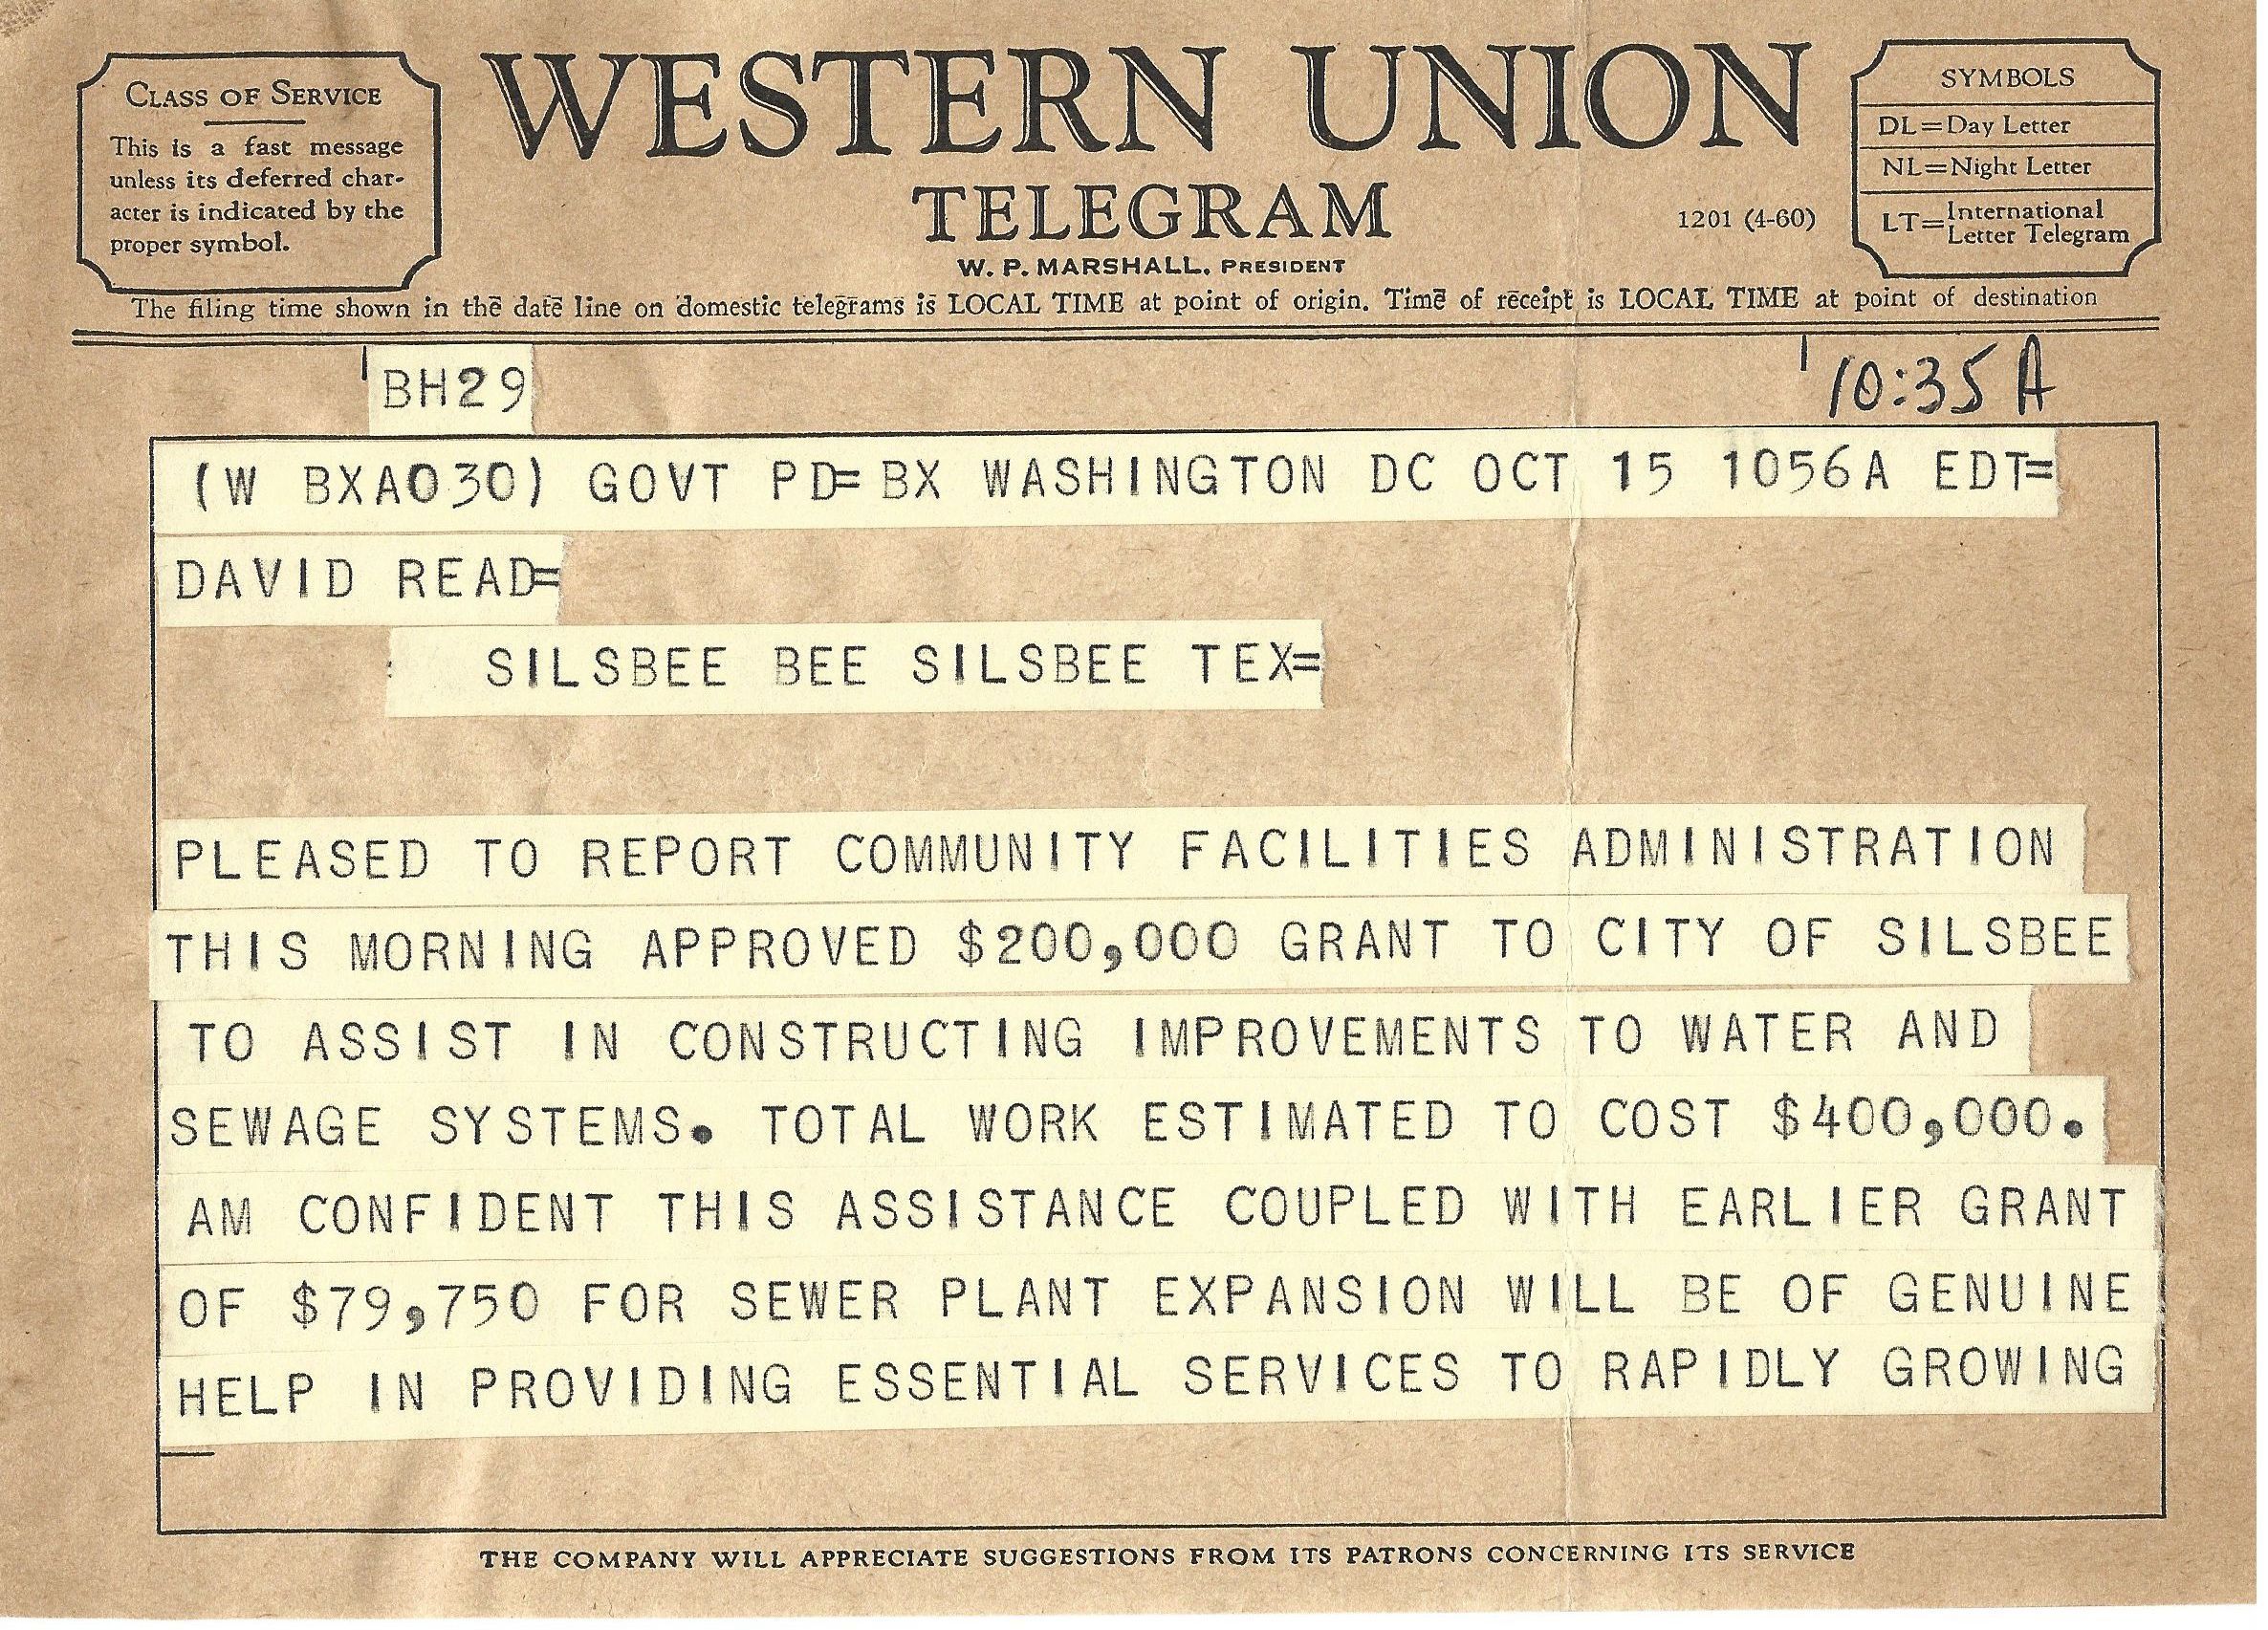 CLASS OF SERVICE
This is a fast message
unless its deferred char-
acter is indicated by the
proper symbol.
WESTERN UNION
TELEGRAM
W. P. MARSHALL, PRESIDENT
1201 (4-60)
SYMBOLS
DL=Day Letter
NL=Night Letter
LT=International Letter Telegram
The filing time shown in the date line on domestic telegrams is LOCAL TIME at point of origin. Time of receipt is LOCAL TIME at point of destination
BH29
10:35 A
(W BXA030) GOVT PD= BX WASHINGTON DC OCT 15 1056A EDT=
DAVID READ=
SILSBEE BEE SILSBEE TEX=
PLEASED TO REPORT COMMUNITY FACILITIES ADMINISTRATION
THIS MORNING APPROVED $200,000 GRANT TO CITY OF SILSBEE
TO ASSIST IN CONSTRUCTING IMPROVEMENTS TO WATER AND
SEWAGE SYSTEMS. TOTAL WORK ESTIMATED TO COST $400,000.
AM CONFIDENT THIS ASSISTANCE COUPLED WITH EARLIER GRANT
OF $79,750 FOR SEWER PLANT EXPANSION WILL BE OF GENUINE
HELP IN PROVIDING ESSENTIAL SERVICES TO RAPIDLY GROWING
THE COMPANY WILL APPRECIATE SUGGESTIONS FROM ITS PATRONS CONCERNING ITS SERVICE